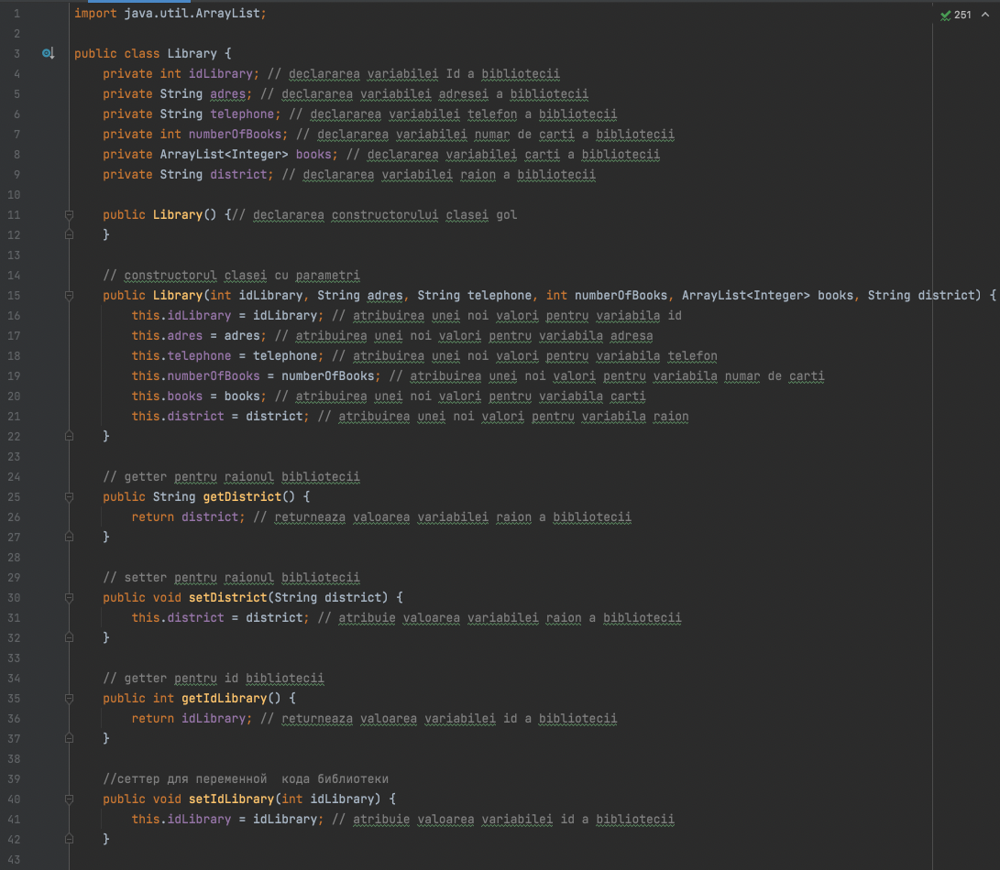 1 import java.util.ArrayList;
2
3 public class Library {
4 private int idLibrary; // declararea variabilei Id a bibliotecii
5 private String adres; // declararea variabilei adresei a bibliotecii
6 private String telephone; // declararea variabilei telefon a bibliotecii
7 private int numberOfBooks; // declararea variabilei numar de carti a bibliotecii
8 private ArrayList<Integer> books; // declararea variabilei carti a bibliotecii
9 private String district; // declararea variabilei raion a bibliotecii
10
11 public Library() {// declararea constructorului clasei gol
12 }
13
14 // constructorul clasei cu parametri
15 public Library(int idLibrary, String adres, String telephone, int numberOfBooks, ArrayList<Integer> books, String district) {
16 this.idLibrary = idLibrary; // atribuirea unei noi valori pentru variabila id
17 this.adres = adres; // atribuirea unei noi valori pentru variabila adresa
18 this.telephone = telephone; // atribuirea unei noi valori pentru variabila telefon
19 this.numberOfBooks = numberOfBooks; // atribuirea unei noi valori pentru variabila numar de carti
20 this.books = books; // atribuirea unei noi valori pentru variabila carti
21 this.district = district; // atribuirea unei noi valori pentru variabila raion
22 }
23
24 // getter pentru raionul bibliotecii
25 public String getDistrict() {
26 return district; // returneaza valoarea variabilei raion a bibliotecii
27 }
28
29 // setter pentru raionul bibliotecii
30 public void setDistrict(String district) {
31 this.district = district; // atribuie valoarea variabilei raion a bibliotecii
32 }
33
34 // getter pentru id bibliotecii
35 public int getIdLibrary() {
36 return idLibrary; // returneaza valoarea variabilei id a bibliotecii
37 }
38
39 //сеттер для переменной  кода библиотеки
40 public void setIdLibrary(int idLibrary) {
41 this.idLibrary = idLibrary; // atribuie valoarea variabilei id a bibliotecii
42 }
43
251